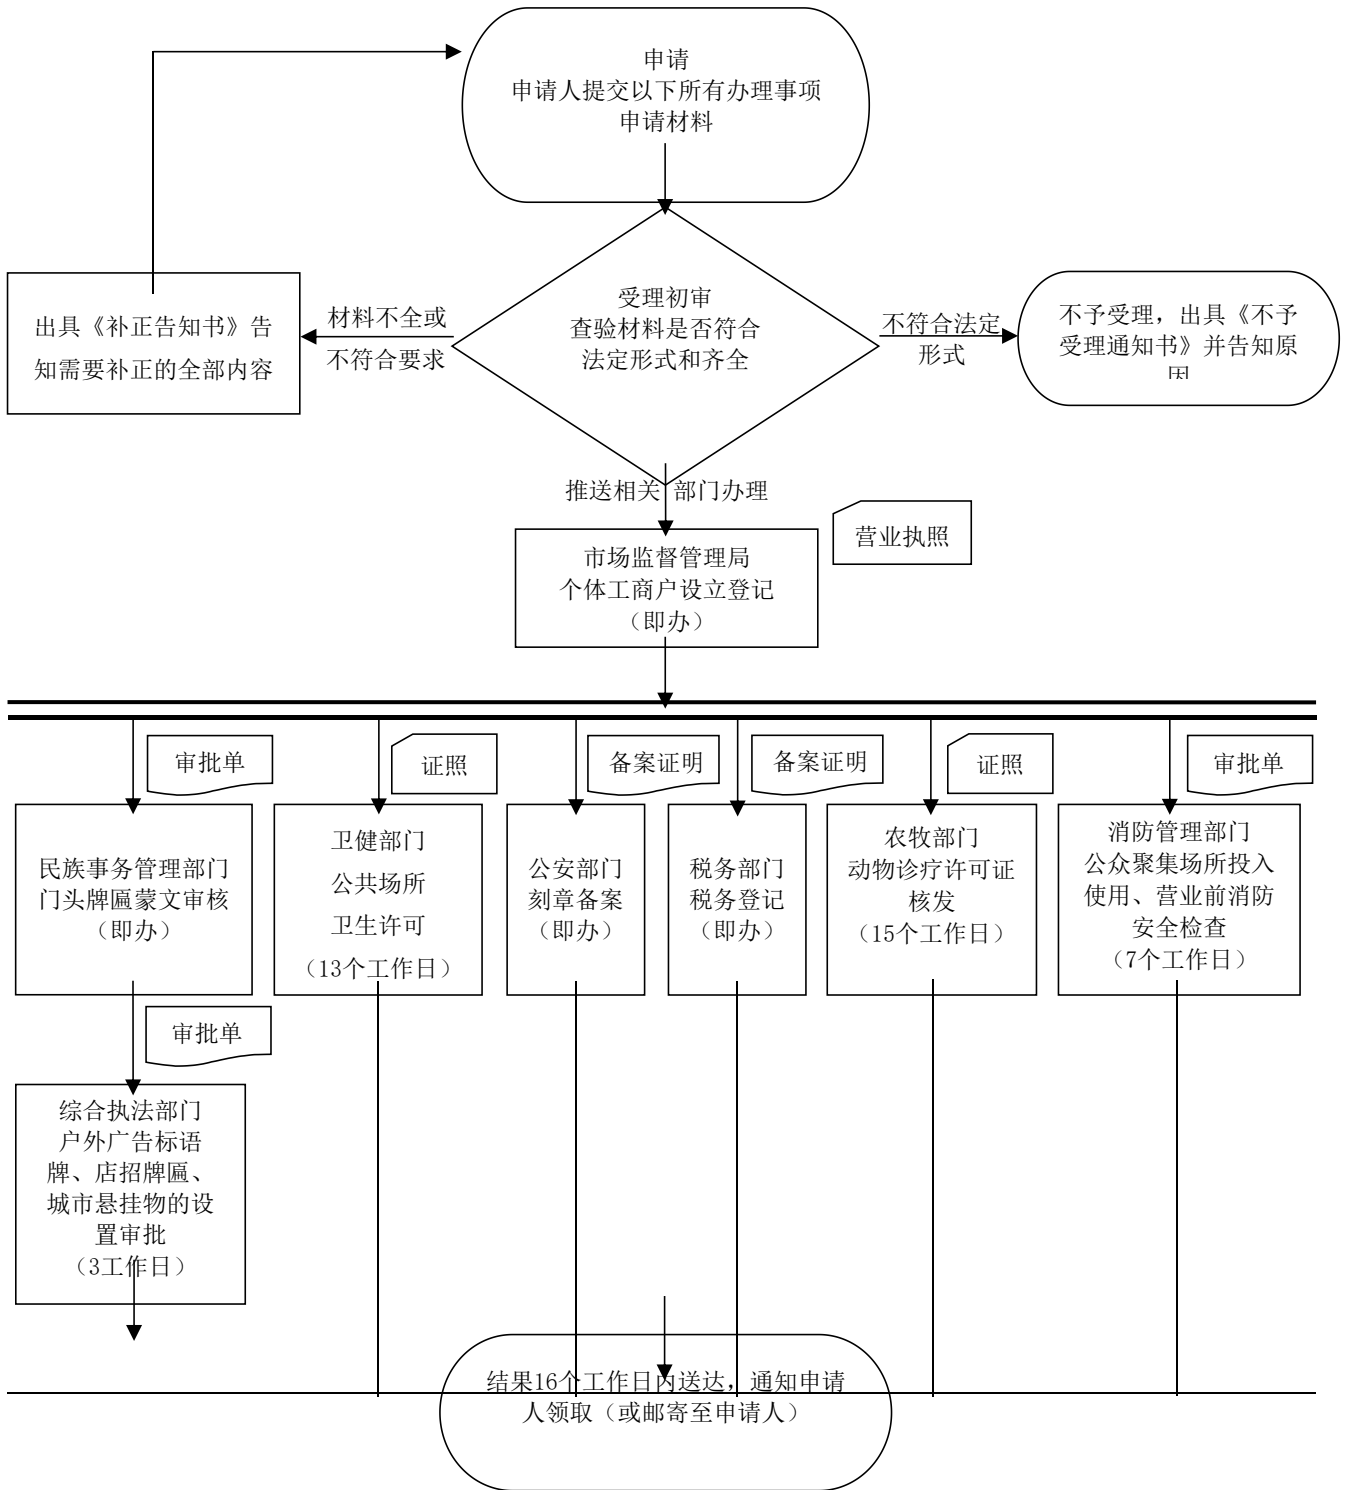 申请
申请人提交以下所有办理事项
申请材料
受理初审
查验材料是否符合
法定形式和齐全
材料不全或
不符合要求
出具《补正告知书》告
知需要补正的全部内容
不符合法定
形式
不予受理，出具《不予
受理通知书》并告知原
因
推送相关 部门办理
营业执照
市场监督管理局
个体工商户设立登记
（即办）
审批单
证照
备案证明
备案证明
证照
审批单
民族事务管理部门
门头牌匾蒙文审核
（即办）
卫健部门
公共场所
卫生许可
（13个工作日）
公安部门
刻章备案
（即办）
税务部门
税务登记
（即办）
农牧部门
动物诊疗许可证
核发
（15个工作日）
消防管理部门
公众聚集场所投入
使用、营业前消防
安全检查
（7个工作日）
审批单
综合执法部门
户外广告标语
牌、店招牌匾、
城市悬挂物的设
置审批
（3工作日）
结果16个工作日内送达，通知申请
人领取（或邮寄至申请人）